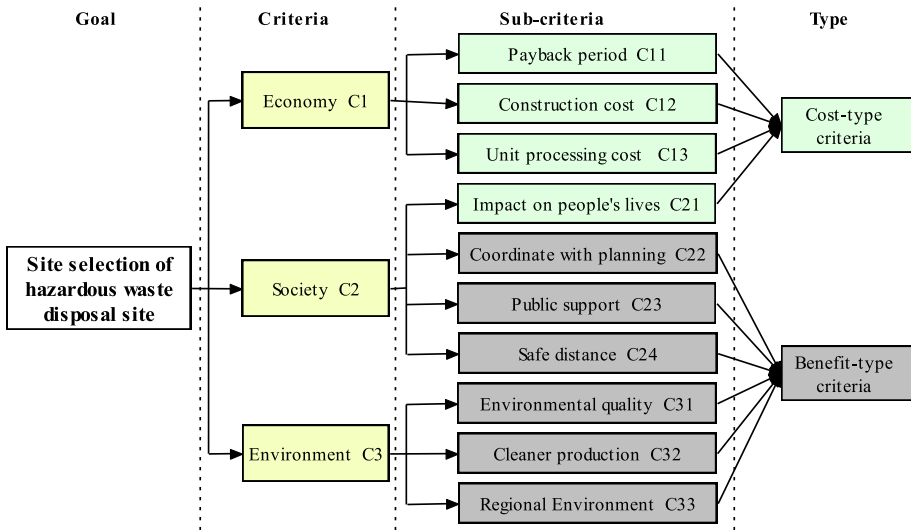 Goal
Criteria
Sub-criteria
Type
Site selection of
hazardous waste
disposal site
Economy C1
Society C2
Environment C3
Payback period C11
Construction cost C12
Unit processing cost C13
Impact on people's lives C21
Coordinate with planning C22
Public support C23
Safe distance C24
Environmental quality C31
Cleaner production C32
Regional Environment C33
Cost-type
criteria
Benefit-type
criteria